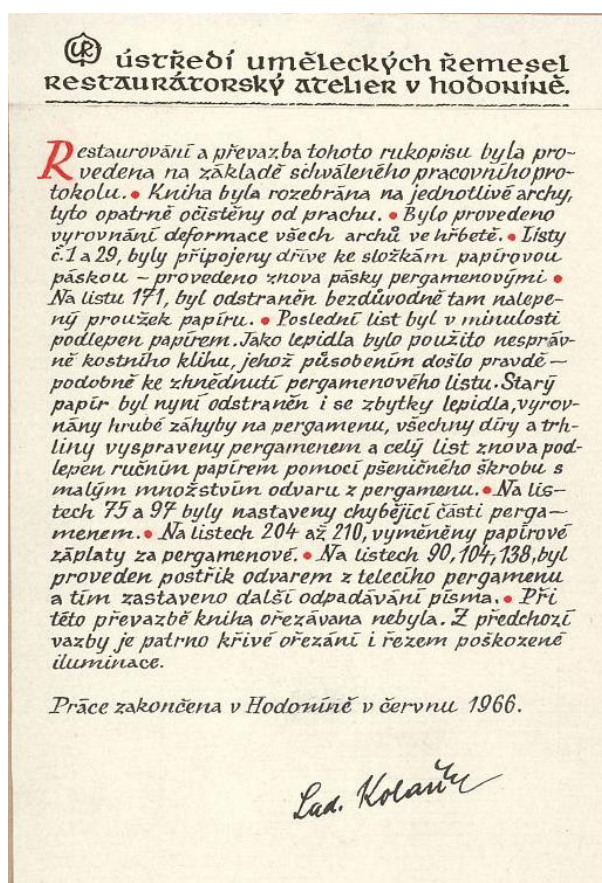 ÚR
ústředí uměleckých řemesel
restaurátorský atelier v hodoníně.
Restaurování a převazba tohoto rukopisu byla pro-
vedena na základě schváleného pracovního pro-
tokolu. • Kniha byla rozebrána na jednotlivé archy,
tyto opatrně očistěny od prachu. • Bylo provedeno
vyrovnání deformace všech archů ve hřbetě. • Listy
č.1 a 29, byly připojeny dříve ke složkám papírovou
páskou – provedeno znova pásky pergamenovými •
Na listu 171, byl odstraněn bezdůvodně tam nalepe-
ný proužek papíru. • Poslední list byl v minulosti
podlepen papírem. Jako lepidla bylo použito nespráv-
ně kostního klihu, jehož působením došlo pravdě –
podobně ke zhnědnutí pergamenového listu. Starý
papír byl nyní odstraněn i se zbytky lepidla, vyrov-
nány hrubé záhyby na pergamenu, všechny díry a trh-
liny vyspraveny pergamenem a celý list znova pod-
lepen ručním papírem pomocí pšeničného škrobu s
malým množstvím odvaru z pergamenu. • Na lis-
tech 75 a 97 byly nastaveny chybějící části perga-
menem. • Na listech 204 až 210, vyměněny papírové
záplaty za pergamenové. • Na listech 90, 104, 138, byl
proveden postřik odvarem z telecího pergamenu
a tím zastaveno další odpadávání písma. • Při
této převazbě kniha ořezávana nebyla. Z předchozí
vazby je patrno křivé ořezání i řezem poškozené
iluminace.
Práce zakončena v Hodoníně v červnu 1966.
Lad.